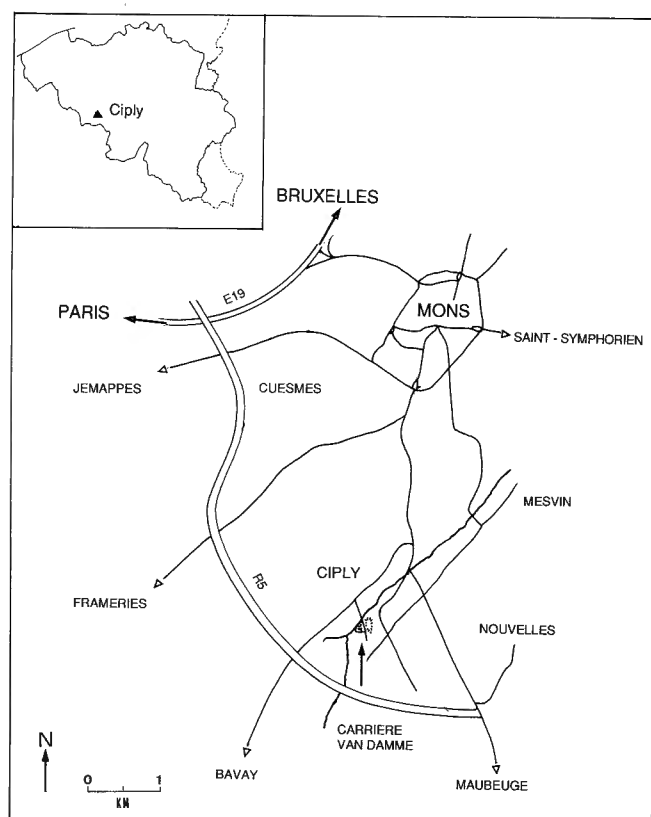 Ciply
BRUXELLES
E19
PARIS
MONS
SAINT - SYMPHORIEN
JEMAPPES
CUESMES
MESVIN
CIPLY
R5
FRAMERIES
NOUVELLES
CARRIERE
VAN DAMME
N
BAVAY
MAUBEUGE
0 1
KM